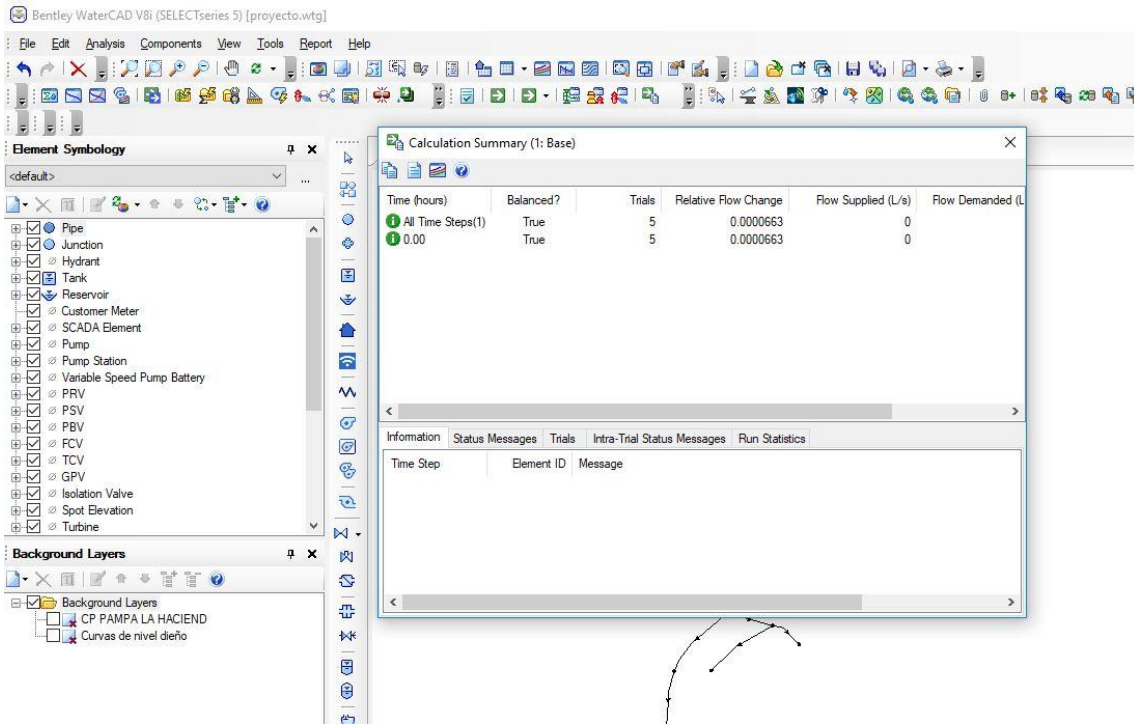 Bentley WaterCAD V8i (SELECTseries 5) [proyecto.wtg]
File Edit Analysis Components View Tools Report Help
Element Symbology
<default>
Pipe
Junction
Hydrant
Tank
Reservoir
Customer Meter
SCADA Element
Pump
Pump Station
Variable Speed Pump Battery
PRV
PSV
PBV
FCV
TCV
GPV
Isolation Valve
Spot Elevation
Turbine
Background Layers
Background Layers
CP PAMPA LA HACIEND
Curvas de nivel dieño
Calculation Summary (1: Base)
Time (hours) Balanced? Trials Relative Flow Change Flow Supplied (L/s) Flow Demanded (L
All Time Steps(1) True 5 0.0000663 0
0.00 True 5 0.0000663 0
Information Status Messages Trials Intra-Trial Status Messages Run Statistics
Time Step Element ID Message